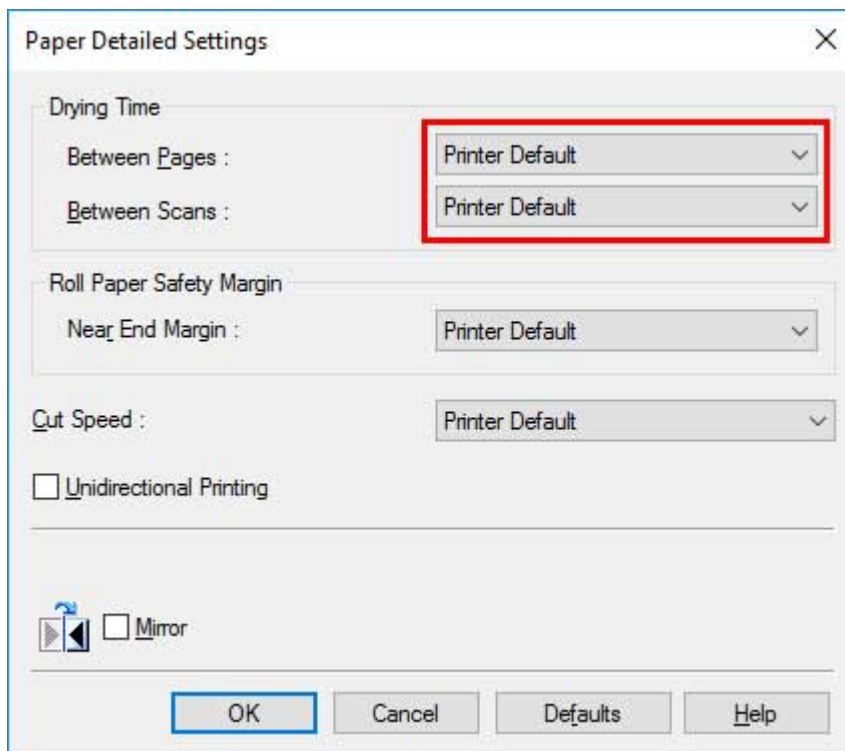 Paper Detailed Settings
Drying Time
Between Pages : Printer Default
Between Scans : Printer Default
Roll Paper Safety Margin
Near End Margin : Printer Default
Cut Speed : Printer Default
Unidirectional Printing
Mirror
OK Cancel Defaults Help